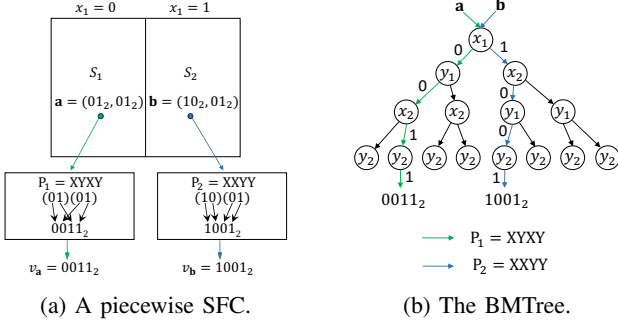 x₁ = 0
x₁ = 1
S₁
S₂
a = (01₂, 01₂)
b = (10₂, 01₂)
P₁ = XYXY
(01)(01)
0011₂
P₂ = XXYY
(10)(01)
1001₂
vₐ = 0011₂
v_b = 1001₂
(a) A piecewise SFC.
a b
x₁
0 1
y₁ x₂
0 0
x₂ x₂ y₁ y₁
1 0
y₂ y₂ y₂ y₂ y₂ y₂ y₂ y₂
1 1
0011₂ 1001₂
P₁ = XYXY
P₂ = XXYY
(b) The BMTree.